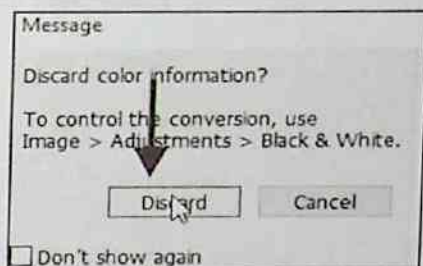 Message
Discard color information?
To control the conversion, use
Image > Adjustments > Black & White.
Discard
Cancel
Don't show again